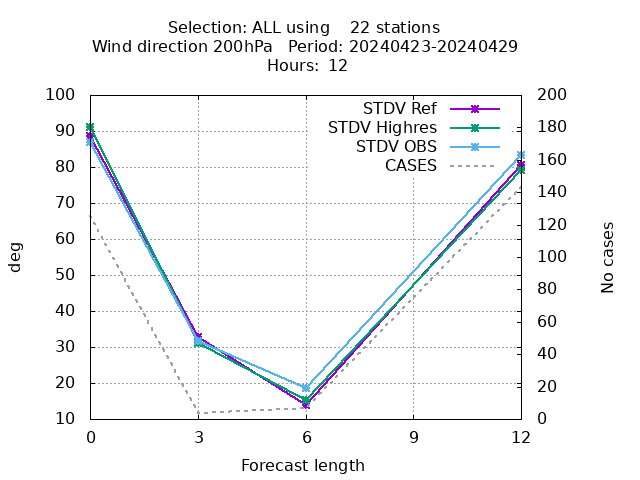 Selection: ALL using    22 stations
Wind direction 200hPa   Period: 20240423-20240429
Hours: 12
STDV Ref
STDV Highres
STDV OBS
CASES
100
90
80
70
60
50
40
30
20
10
deg
200
180
160
140
120
100
80
60
40
20
0
No cases
0 3 6 9 12
Forecast length